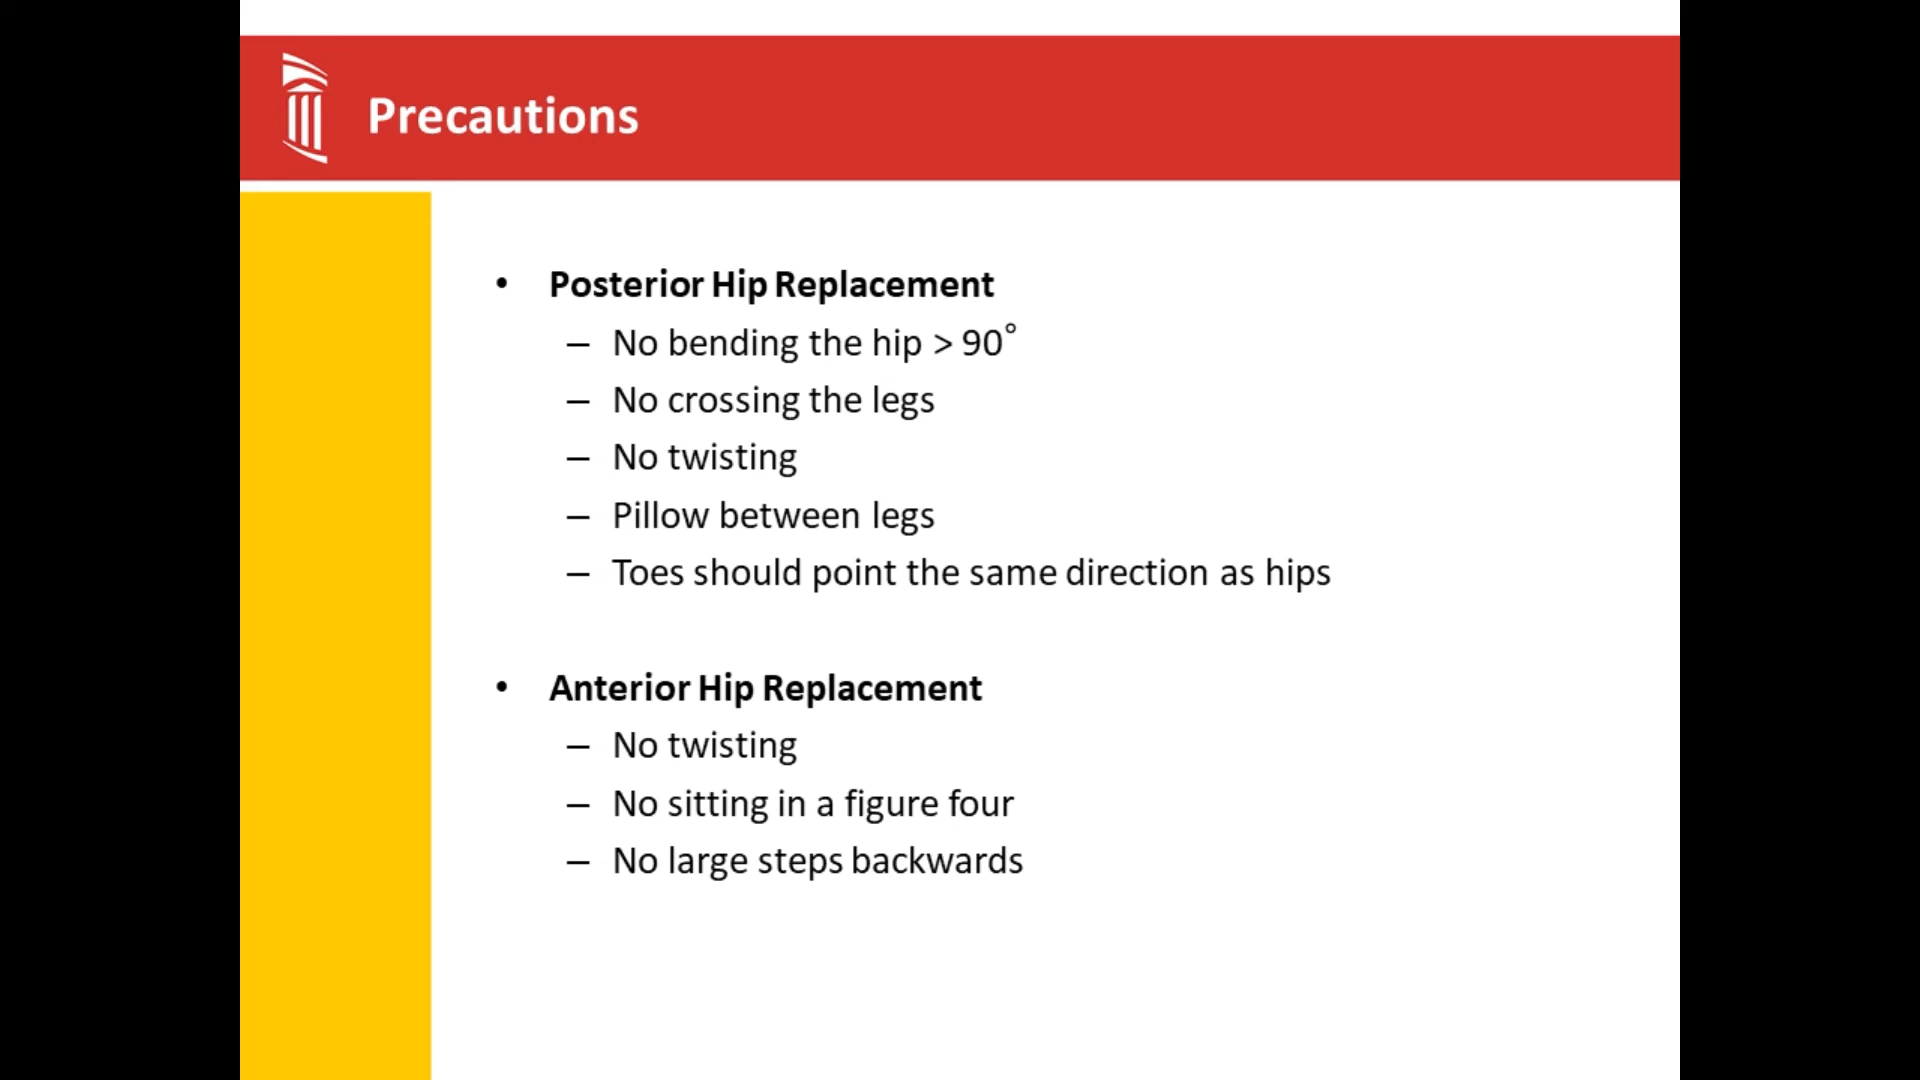 Precautions
• Posterior Hip Replacement
– No bending the hip > 90°
– No crossing the legs
– No twisting
– Pillow between legs
– Toes should point the same direction as hips
• Anterior Hip Replacement
– No twisting
– No sitting in a figure four
– No large steps backwards